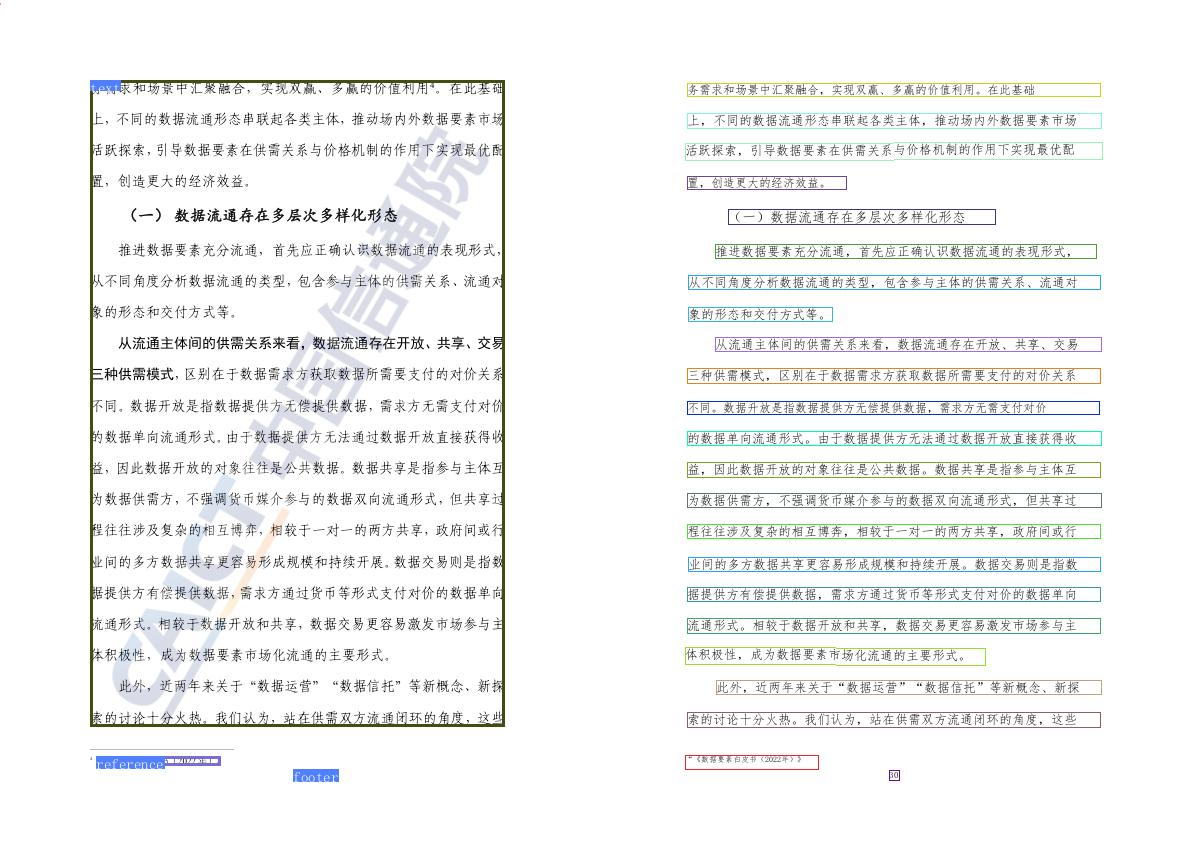 text求和场景中汇聚融合，实现双赢、多赢的价值利用⁴。在此基础
上，不同的数据流通形态串联起各类主体，推动场内外数据要素市场
活跃探索，引导数据要素在供需关系与价格机制的作用下实现最优配
置，创造更大的经济效益。
（一） 数据流通存在多层次多样化形态
推进数据要素充分流通，首先应正确认识数据流通的表现形式，
从不同角度分析数据流通的类型，包含参与主体的供需关系、流通对
象的形态和交付方式等。
从流通主体间的供需关系来看，数据流通存在开放、共享、交易
三种供需模式，区别在于数据需求方获取数据所需要支付的对价关系
不同。数据开放是指数据提供方无偿提供数据，需求方无需支付对价
的数据单向流通形式。由于数据提供方无法通过数据开放直接获得收
益，因此数据开放的对象往往是公共数据。数据共享是指参与主体互
为数据供需方，不强调货币媒介参与的数据双向流通形式，但共享过
程往往涉及复杂的相互博弈，相较于一对一的两方共享，政府间或行
业间的多方数据共享更容易形成规模和持续开展。数据交易则是指数
据提供方有偿提供数据，需求方通过货币等形式支付对价的数据单向
流通形式。相较于数据开放和共享，数据交易更容易激发市场参与主
体积极性，成为数据要素市场化流通的主要形式。
此外，近两年来关于“数据运营”“数据信托”等新概念、新探
索的讨论十分火热。我们认为，站在供需双方流通闭环的角度，这些
CAICT 中国信通院
4 reference
footer
务需求和场景中汇聚融合，实现双赢、多赢的价值利用。在此基础
上，不同的数据流通形态串联起各类主体，推动场内外数据要素市场
活跃探索，引导数据要素在供需关系与价格机制的作用下实现最优配
置，创造更大的经济效益。
（一）数据流通存在多层次多样化形态
推进数据要素充分流通，首先应正确认识数据流通的表现形式，
从不同角度分析数据流通的类型，包含参与主体的供需关系、流通对
象的形态和交付方式等。
从流通主体间的供需关系来看，数据流通存在开放、共享、交易
三种供需模式，区别在于数据需求方获取数据所需要支付的对价关系
不同。数据升放是指数据提供方无偿提供数据，需求方无需支付对价
的数据单向流通形式。由于数据提供方无法通过数据开放直接获得收
益，因此数据开放的对象往往是公共数据。数据共享是指参与主体互
为数据供需方，不强调货币媒介参与的数据双向流通形式，但共享过
程往往涉及复杂的相互博奔，相较于一对一的两方共享，政府间或行
业间的多方数据共享更容易形成规模和持续开展。数据交易则是指数
据提供方有偿提供数据，需求方通过货币等形式支付对价的数据单向
流通形式。相较于数据开放和共享，数据交易更容易激发市场参与主
体积极性，成为数据要素市场化流通的主要形式。
此外，近两年来关于“数据运营”“数据信托”等新概念、新探
索的讨论十分火热。我们认为，站在供需双方流通闭环的角度，这些
“《数据要素白皮书（2022年）》
30